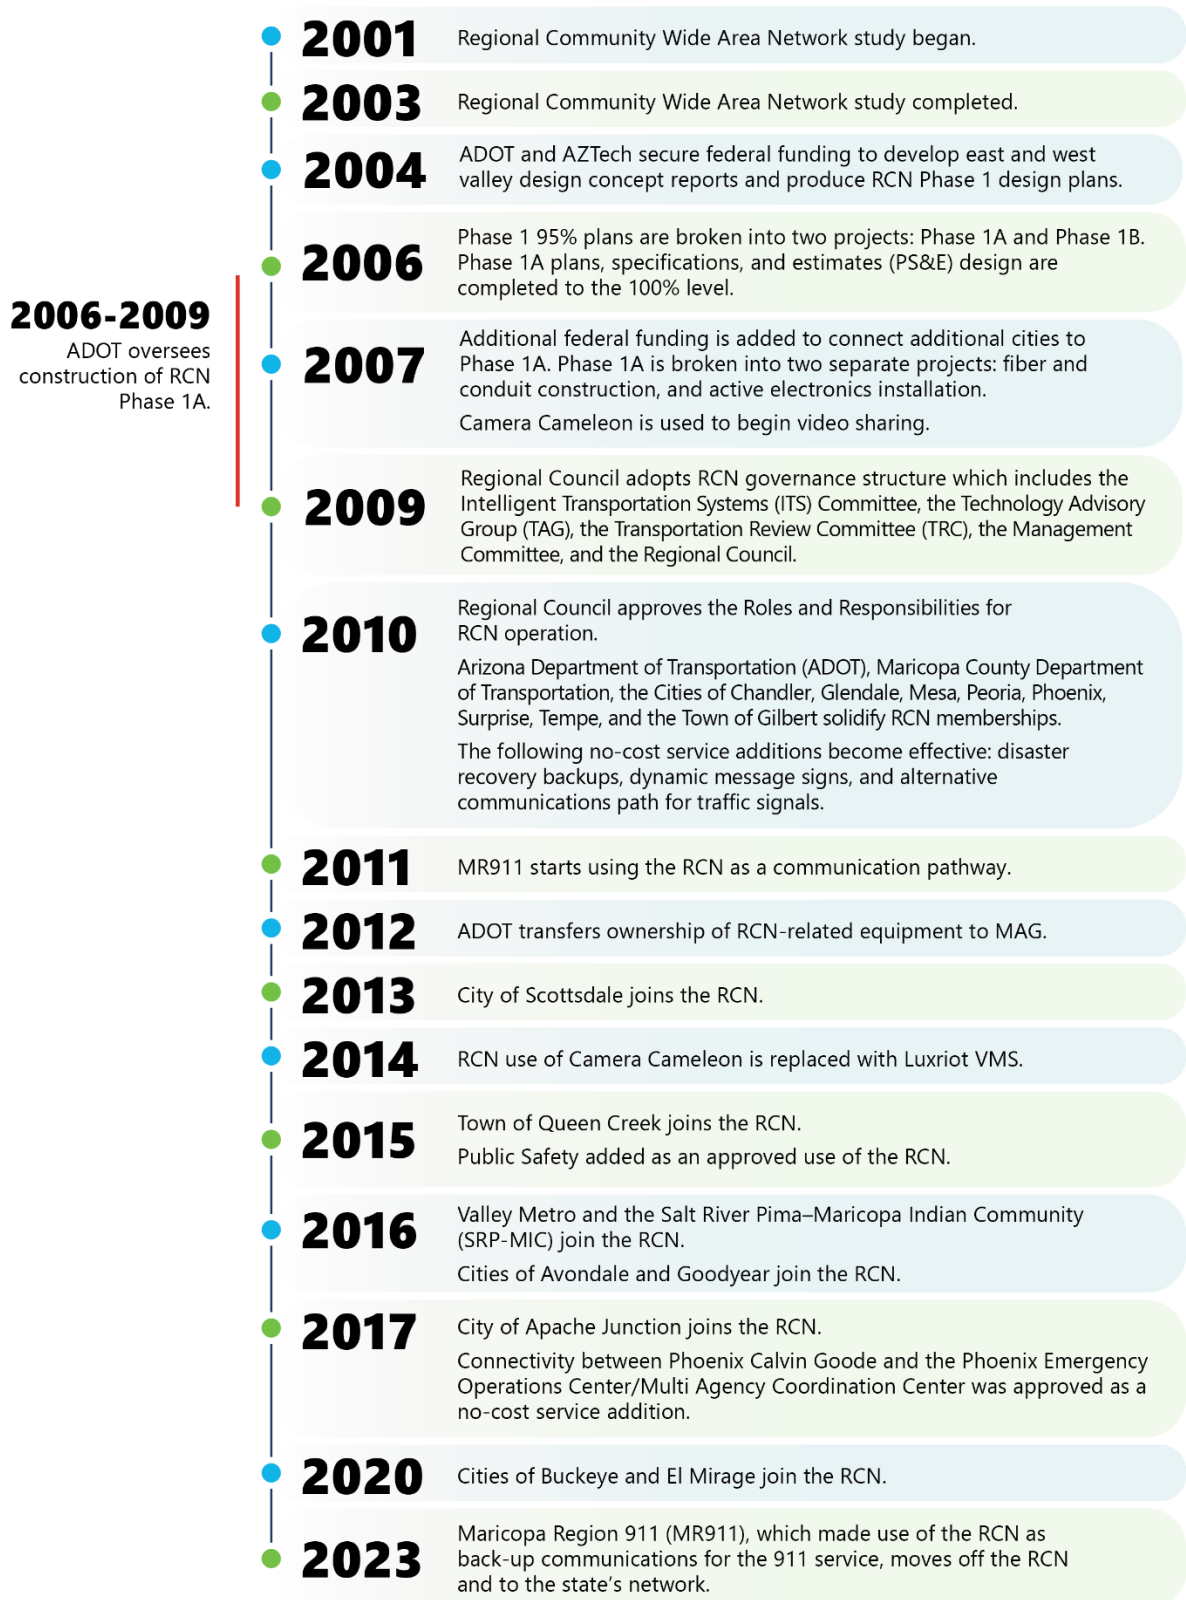 2001
Regional Community Wide Area Network study began.
2003
Regional Community Wide Area Network study completed.
2004
ADOT and AZTech secure federal funding to develop east and west
valley design concept reports and produce RCN Phase 1 design plans.
2006
Phase 1 95% plans are broken into two projects: Phase 1A and Phase 1B.
Phase 1A plans, specifications, and estimates (PS&E) design are
completed to the 100% level.
2006-2009
ADOT oversees
construction of RCN
Phase 1A.
2007
Additional federal funding is added to connect additional cities to
Phase 1A. Phase 1A is broken into two separate projects: fiber and
conduit construction, and active electronics installation.
Camera Cameleon is used to begin video sharing.
2009
Regional Council adopts RCN governance structure which includes the
Intelligent Transportation Systems (ITS) Committee, the Technology Advisory
Group (TAG), the Transportation Review Committee (TRC), the Management
Committee, and the Regional Council.
2010
Regional Council approves the Roles and Responsibilities for
RCN operation.
Arizona Department of Transportation (ADOT), Maricopa County Department
of Transportation, the Cities of Chandler, Glendale, Mesa, Peoria, Phoenix,
Surprise, Tempe, and the Town of Gilbert solidify RCN memberships.
The following no-cost service additions become effective: disaster
recovery backups, dynamic message signs, and alternative
communications path for traffic signals.
2011
MR911 starts using the RCN as a communication pathway.
2012
ADOT transfers ownership of RCN-related equipment to MAG.
2013
City of Scottsdale joins the RCN.
2014
RCN use of Camera Cameleon is replaced with Luxriot VMS.
2015
Town of Queen Creek joins the RCN.
Public Safety added as an approved use of the RCN.
2016
Valley Metro and the Salt River Pima–Maricopa Indian Community
(SRP-MIC) join the RCN.
Cities of Avondale and Goodyear join the RCN.
2017
City of Apache Junction joins the RCN.
Connectivity between Phoenix Calvin Goode and the Phoenix Emergency
Operations Center/Multi Agency Coordination Center was approved as a
no-cost service addition.
2020
Cities of Buckeye and El Mirage join the RCN.
2023
Maricopa Region 911 (MR911), which made use of the RCN as
back-up communications for the 911 service, moves off the RCN
and to the state’s network.